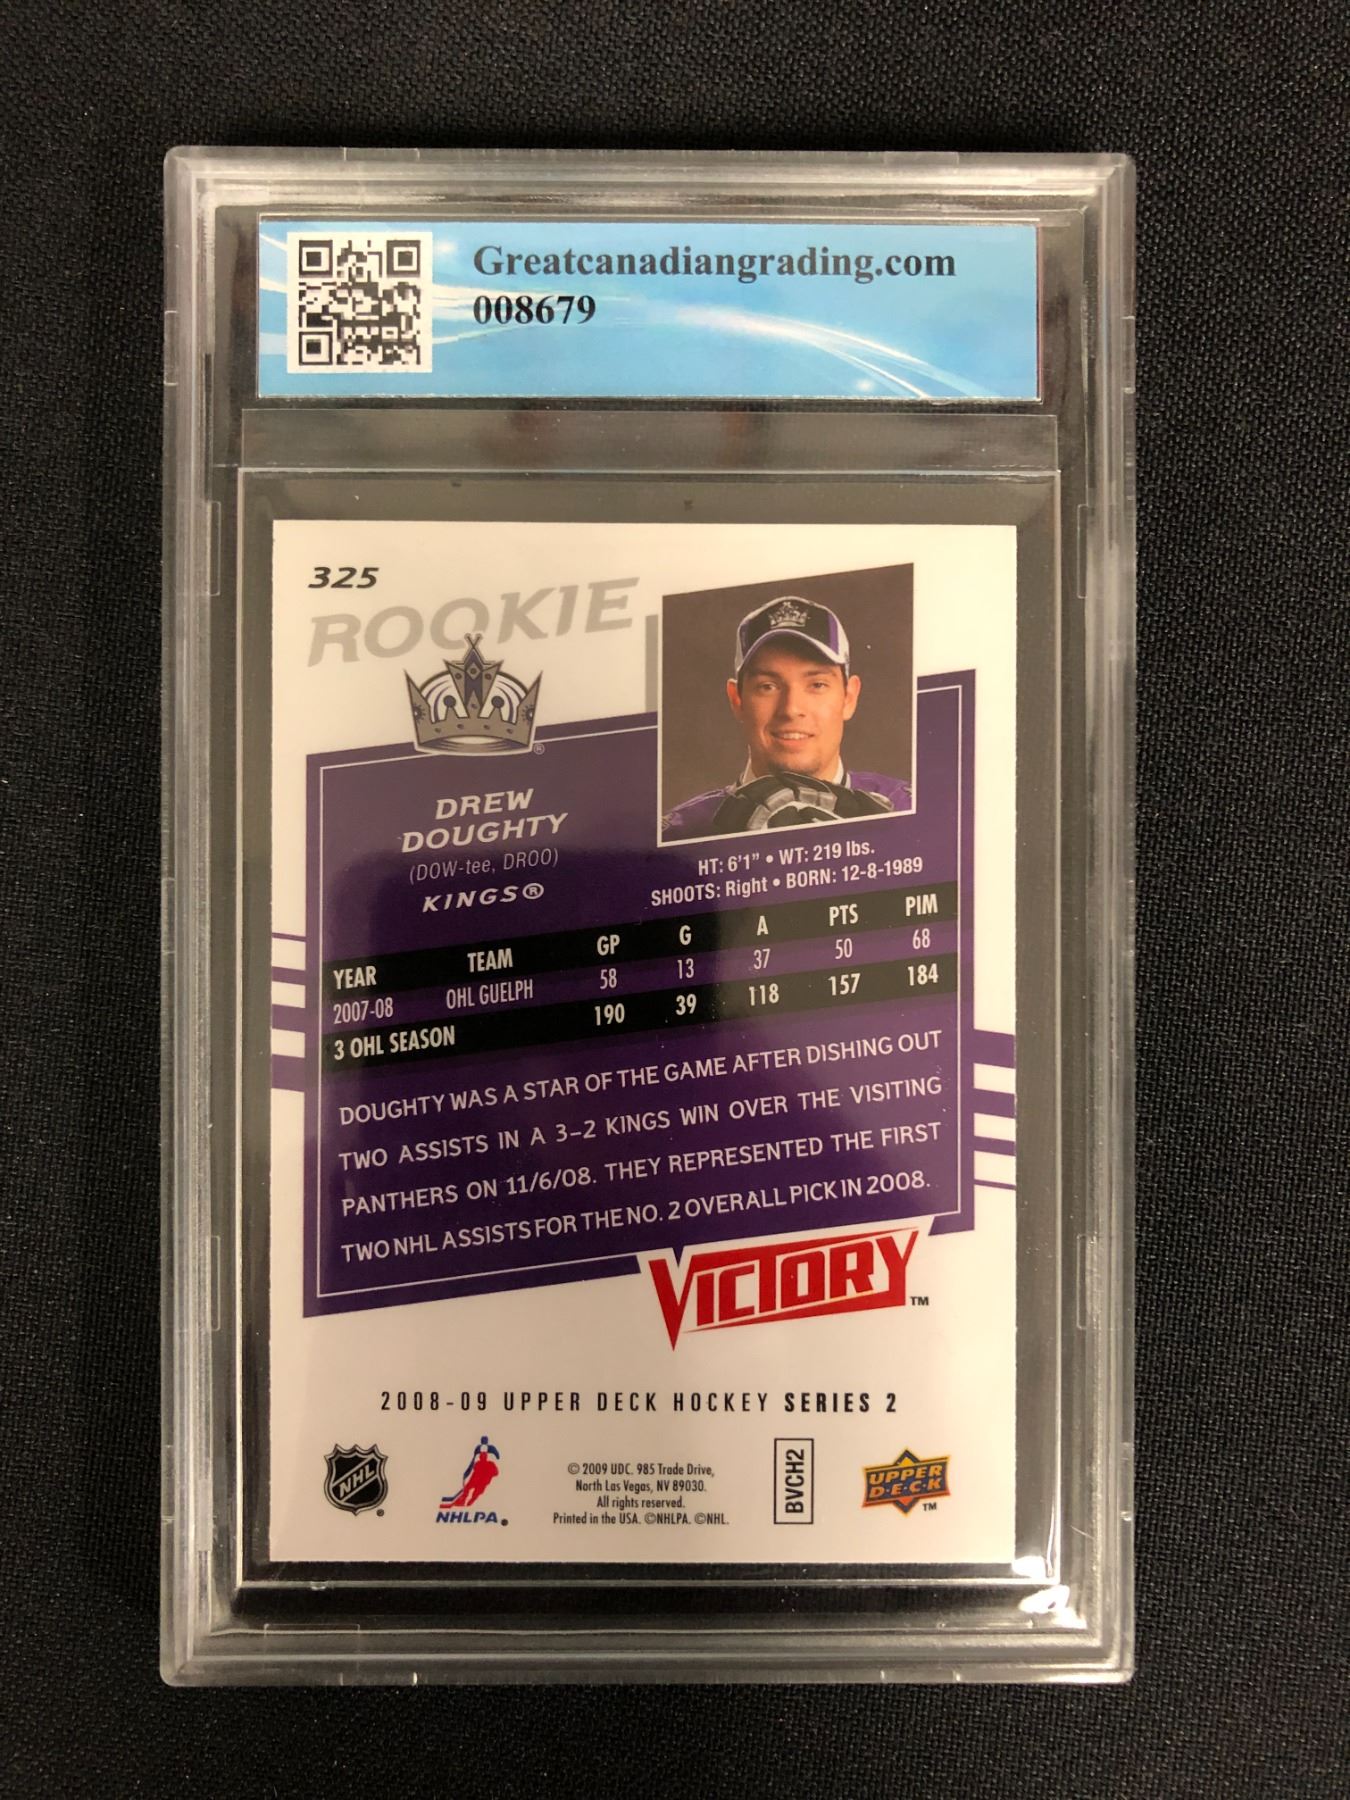 Greatcanadiangrading.com
008679
325
ROOKIE
®
DREW
DOUGHTY
(DOW-tee, DROO)
KINGS®
HT: 6'1" • WT: 219 lbs.
SHOOTS: Right • BORN: 12-8-1989
YEAR TEAM GP G A PTS PIM
2007-08 OHL GUELPH 58 13 37 50 68
3 OHL SEASON 190 39 118 157 184
DOUGHTY WAS A STAR OF THE GAME AFTER DISHING OUT
TWO ASSISTS IN A 3–2 KINGS WIN OVER THE VISITING
PANTHERS ON 11/6/08. THEY REPRESENTED THE FIRST
TWO NHL ASSISTS FOR THE NO. 2 OVERALL PICK IN 2008.
VICTORY™
2008-09 UPPER DECK HOCKEY SERIES 2
NHL®
NHLPA®
© 2009 UDC. 985 Trade Drive,
North Las Vegas, NV 89030.
All rights reserved.
Printed in the USA. ©NHLPA. ©NHL.
BVCH2
UPPER
DECK™